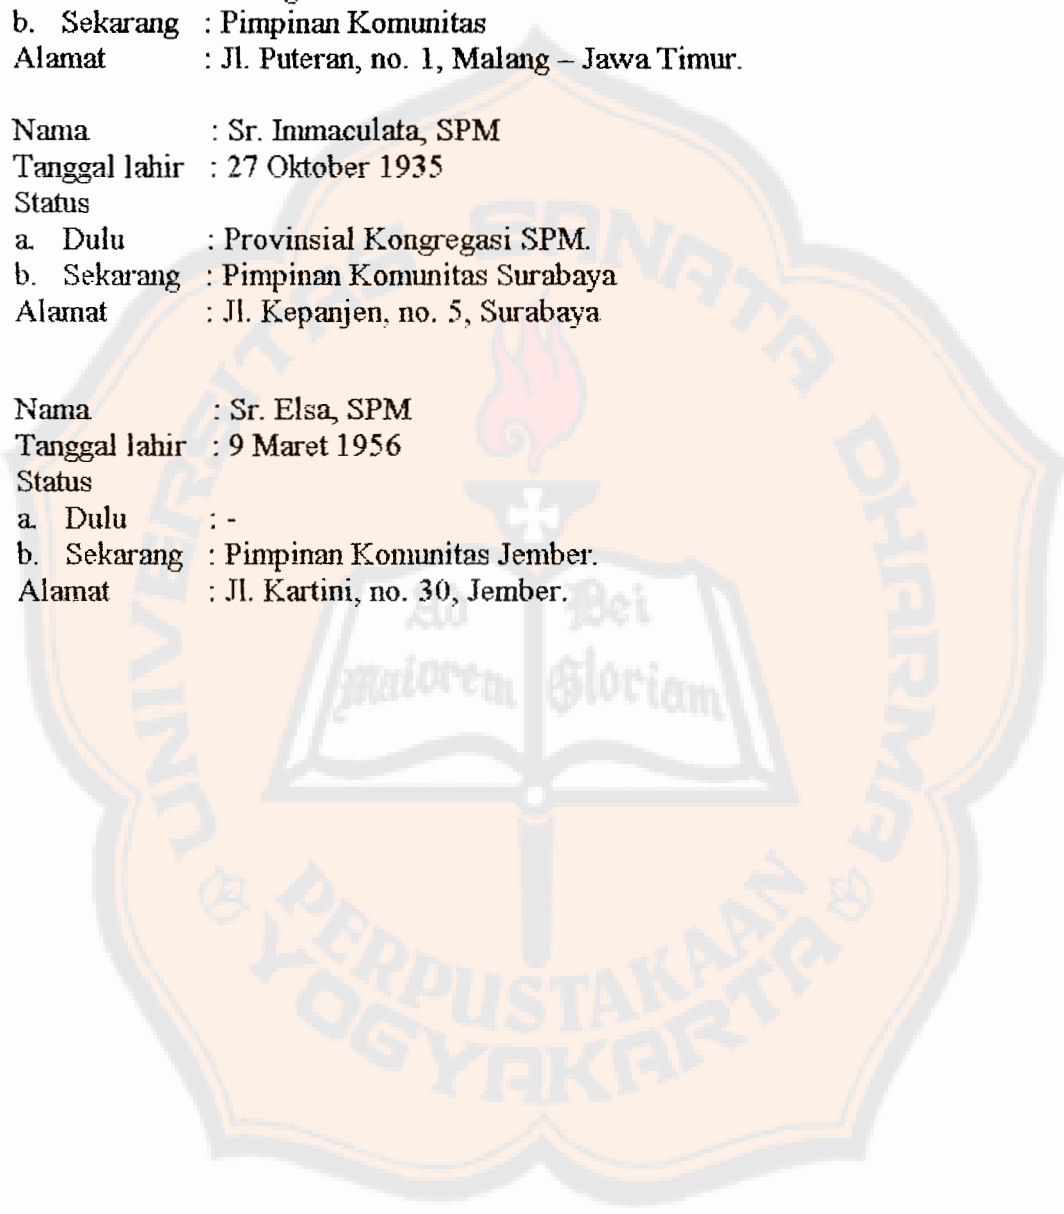 b. Sekarang : Pimpinan Komunitas
Alamat : Jl. Puteran, no. 1, Malang – Jawa Timur.
Nama : Sr. Immaculata, SPM
Tanggal lahir : 27 Oktober 1935
Status
a. Dulu : Provinsial Kongregasi SPM.
b. Sekarang : Pimpinan Komunitas Surabaya
Alamat : Jl. Kepanjen, no. 5, Surabaya
Nama : Sr. Elsa, SPM
Tanggal lahir : 9 Maret 1956
Status
a. Dulu : -
b. Sekarang : Pimpinan Komunitas Jember.
Alamat : Jl. Kartini, no. 30, Jember.
UNIVERSITAS SANATA DHARMA
Ad Dei
Maiorem Gloriam
PERPUSTAKAAN
YOGYAKARTA